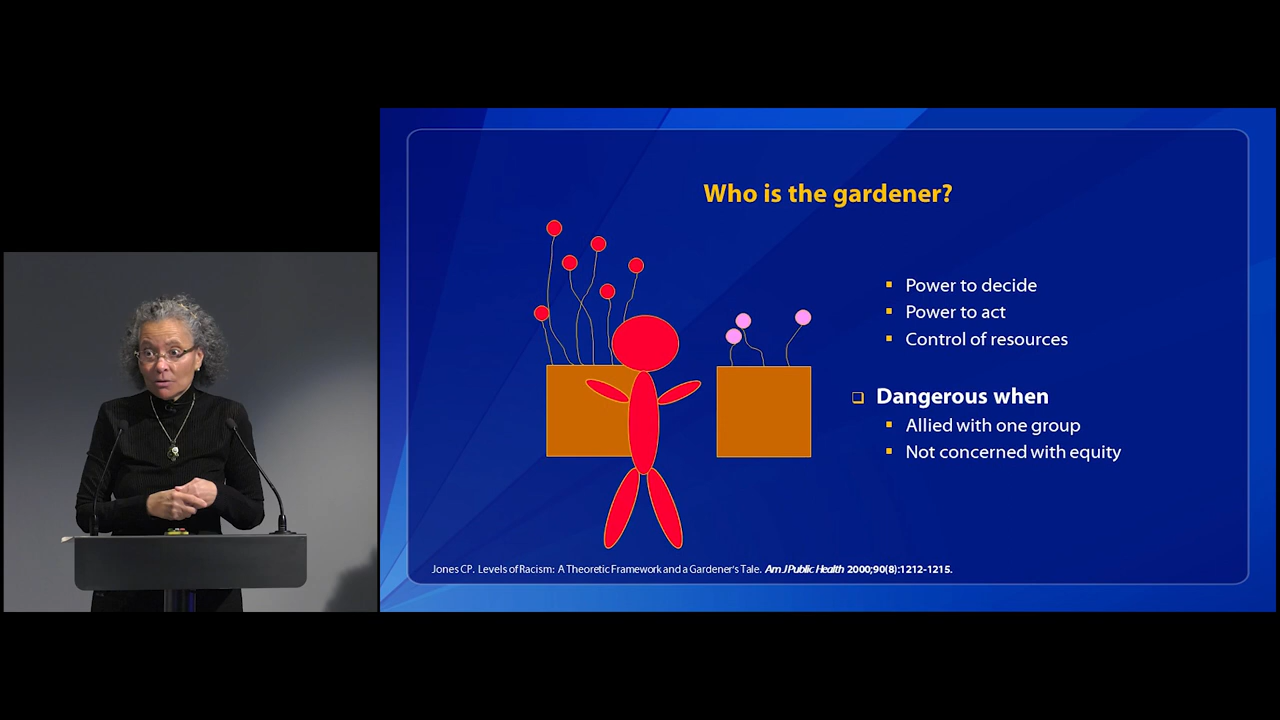 Who is the gardener?
Power to decide
Power to act
Control of resources
Dangerous when
Allied with one group
Not concerned with equity
Jones CP. Levels of Racism: A Theoretic Framework and a Gardener's Tale. Am J Public Health 2000;90(8):1212-1215.